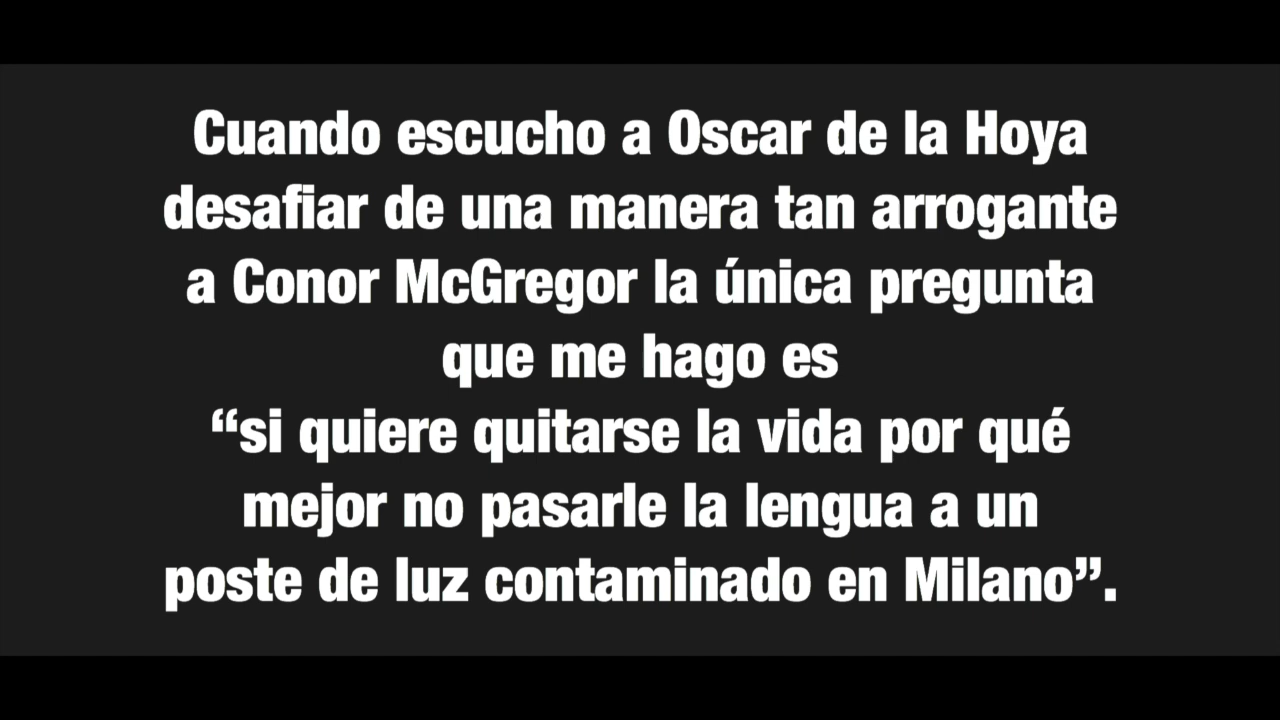 Cuando escucho a Oscar de la Hoya
desafiar de una manera tan arrogante
a Conor McGregor la única pregunta
que me hago es
“si quiere quitarse la vida por qué
mejor no pasarle la lengua a un
poste de luz contaminado en Milano”.